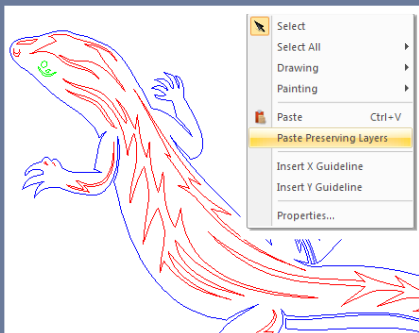 Select
Select All
Drawing
Painting
Paste Ctrl+V
Paste Preserving Layers
Insert X Guideline
Insert Y Guideline
Properties...